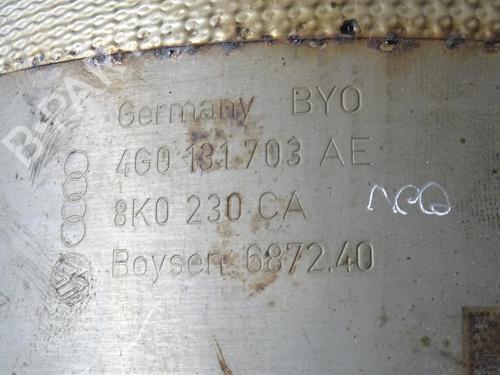 Germany BYO
4G0 131 703 AE
8K0 230 CA
Boysen 6872.40